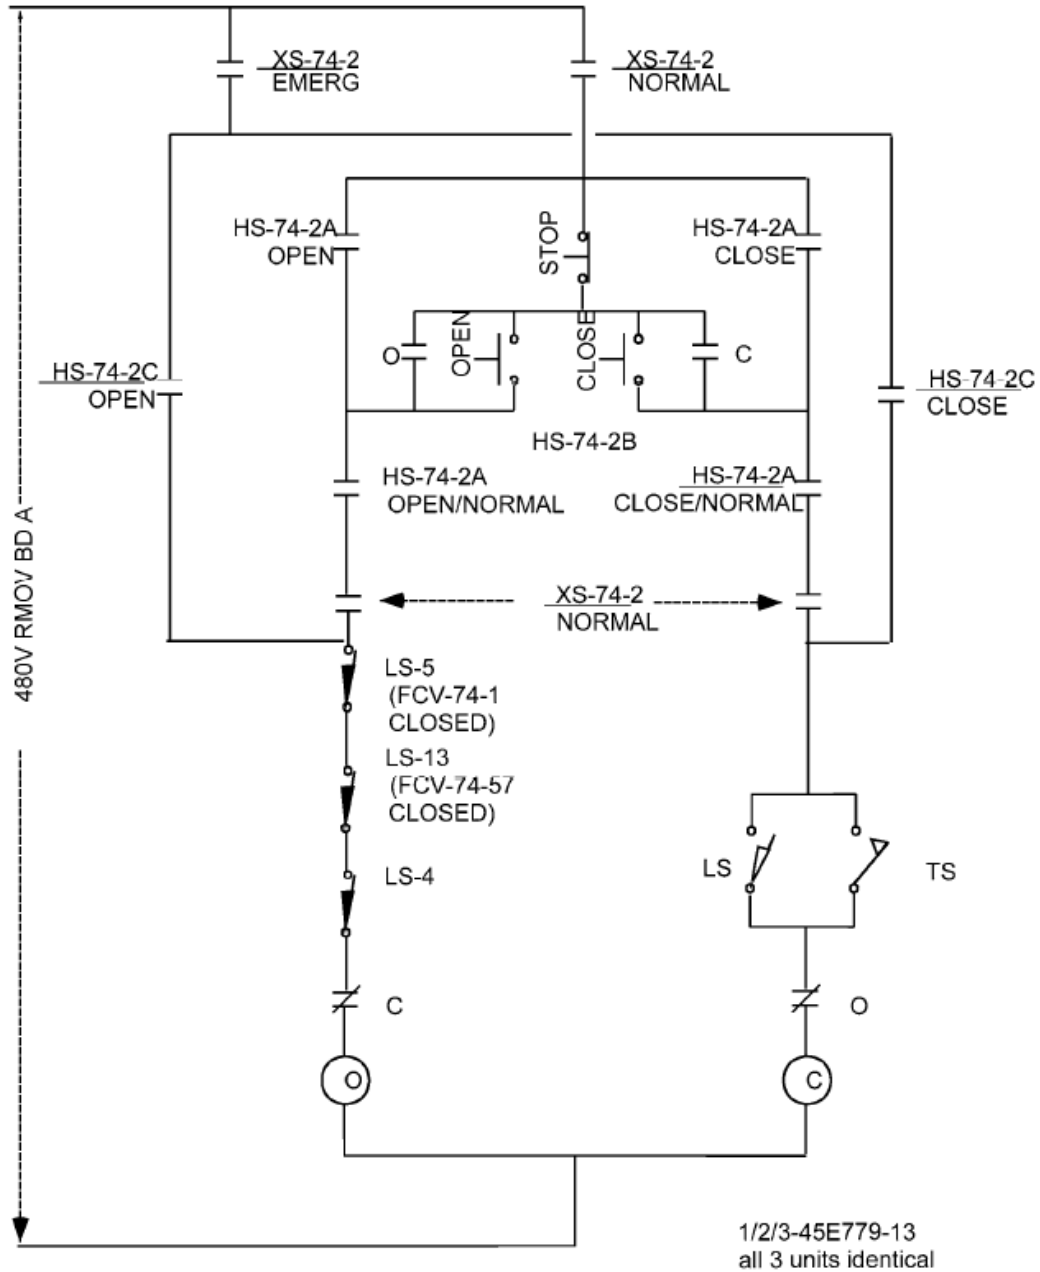 XS-74-2
EMERG
XS-74-2
NORMAL
HS-74-2A
OPEN
STOP
HS-74-2A
CLOSE
O
OPEN
CLOSE
C
HS-74-2C
OPEN
HS-74-2C
CLOSE
HS-74-2B
HS-74-2A
OPEN/NORMAL
HS-74-2A
CLOSE/NORMAL
480V RMOV BD A
XS-74-2
NORMAL
LS-5
(FCV-74-1
CLOSED)
LS-13
(FCV-74-57
CLOSED)
LS-4
LS
TS
C
O
O
C
1/2/3-45E779-13
all 3 units identical